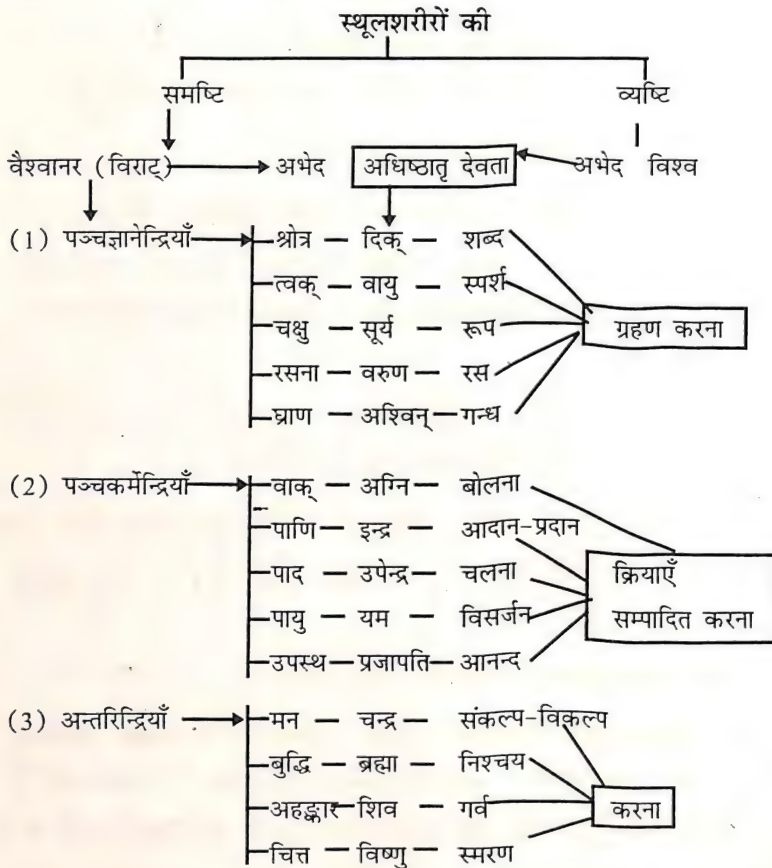 स्थूलशरीरों की
समष्टि व्यष्टि
वैश्वानर (विराट्) अभेद अधिष्ठातृ देवता अभेद विश्व
(1) पञ्चज्ञानेन्द्रियाँ श्रोत्र — दिक् — शब्द
त्वक् — वायु — स्पर्श
चक्षु — सूर्य — रूप ग्रहण करना
रसना — वरुण — रस
घ्राण — अश्विन् — गन्ध
(2) पञ्चकर्मेन्द्रियाँ वाक् — अग्नि — बोलना
पाणि — इन्द्र — आदान-प्रदान
पाद — उपेन्द्र — चलना क्रियाएँ
पायु — यम — विसर्जन सम्पादित करना
उपस्थ — प्रजापति — आनन्द
(3) अन्तरिन्द्रियाँ मन — चन्द्र — संकल्प-विकल्प
बुद्धि — ब्रह्मा — निश्चय
अहङ्कार — शिव — गर्व करना
चित्त — विष्णु — स्मरण